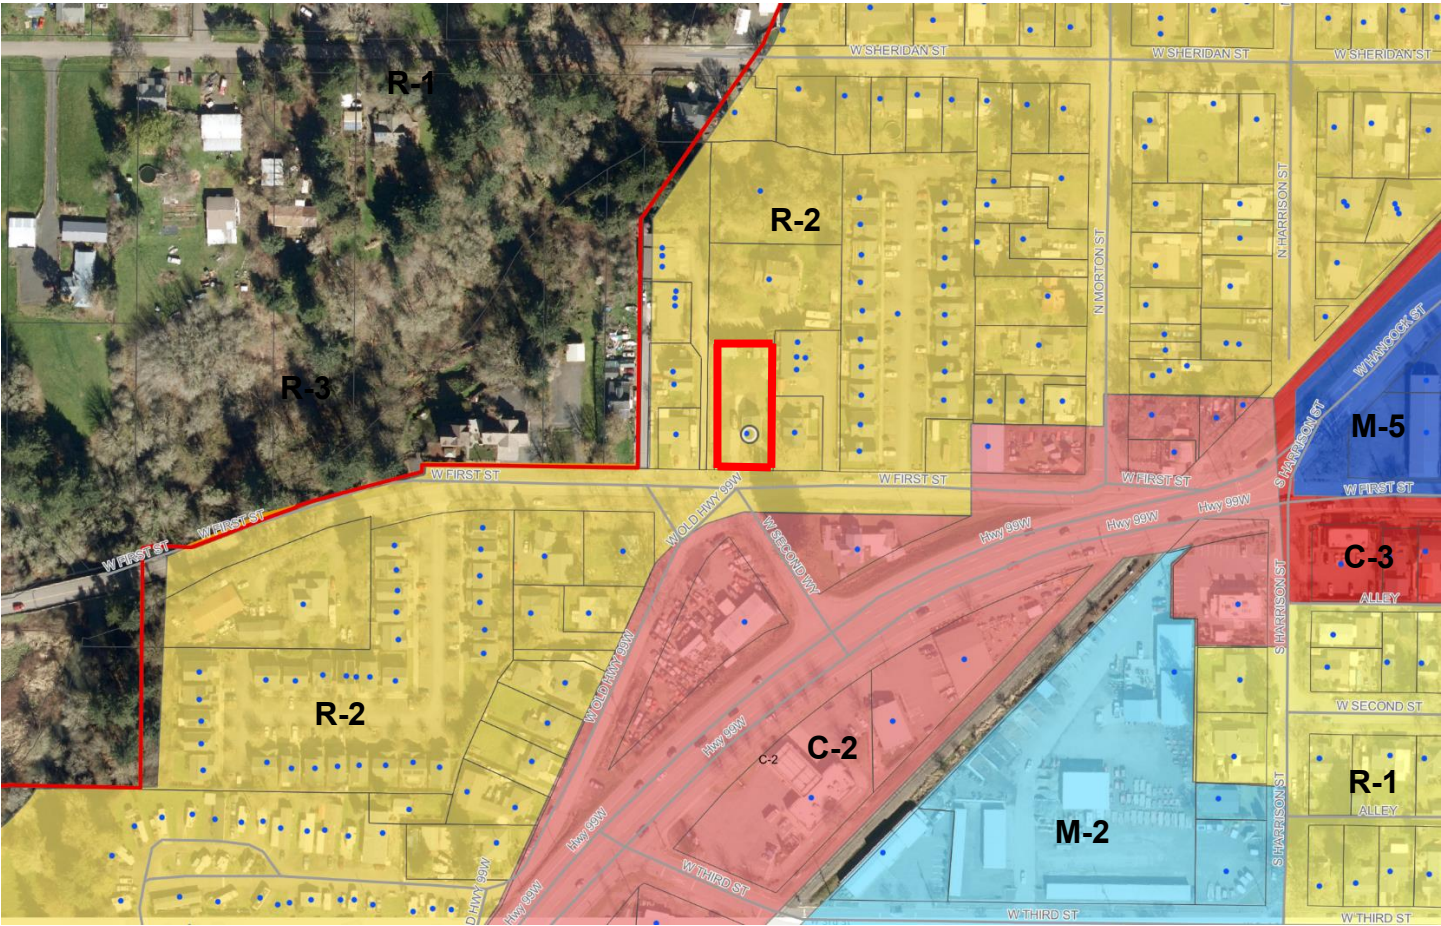 W SHERIDAN ST
W SHERIDAN ST
W SHERIDAN ST
R-1
R-2
N HARRISON ST
N MORTON ST
W HANCOCK ST
R-3
M-5
S HARRISON ST
W FIRST ST
W FIRST ST
W FIRST ST
W FIRST ST
W OLD HWY 99W
Hwy 99W
Hwy 99W
Hwy 99W
W FIRST ST
W FIRST ST
W SECOND WY
C-3
ALLEY
S HARRISON ST
W OLD HWY 99W
R-2
W SECOND ST
Hwy 99W
C-2
C-2
R-1
ALLEY
S HARRISON ST
M-2
Hwy 99W
W THIRD ST
D HWY 99W
Hwy 99W
W THIRD ST
W THIRD ST